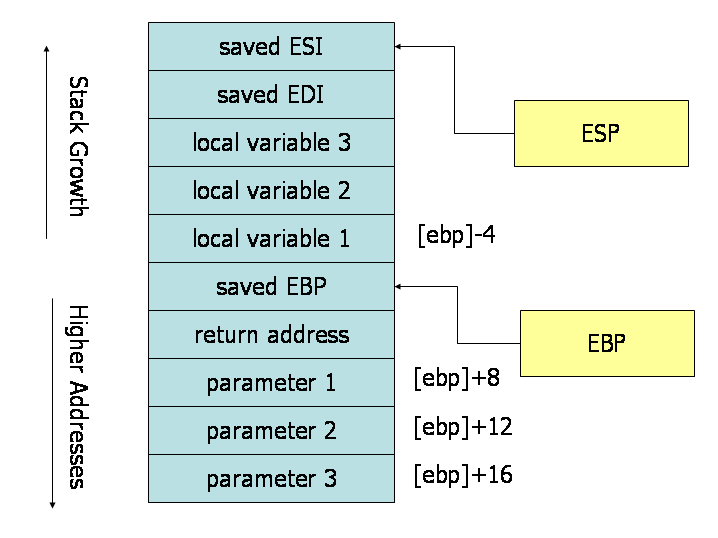 saved ESI
saved EDI
local variable 3
local variable 2
local variable 1
saved EBP
return address
parameter 1
parameter 2
parameter 3
[ebp]-4
[ebp]+8
[ebp]+12
[ebp]+16
ESP
EBP
Stack Growth
Higher Addresses